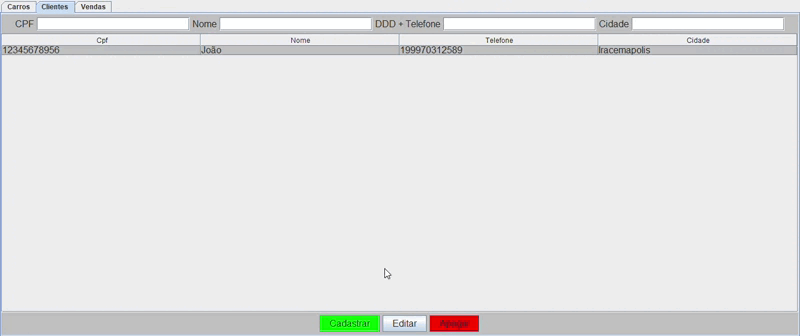 Carros Clientes Vendas
CPF Nome DDD + Telefone Cidade
Cpf Nome Telefone Cidade
12345678956 João 199970312589 Iracemapolis
Cadastrar Editar Apagar